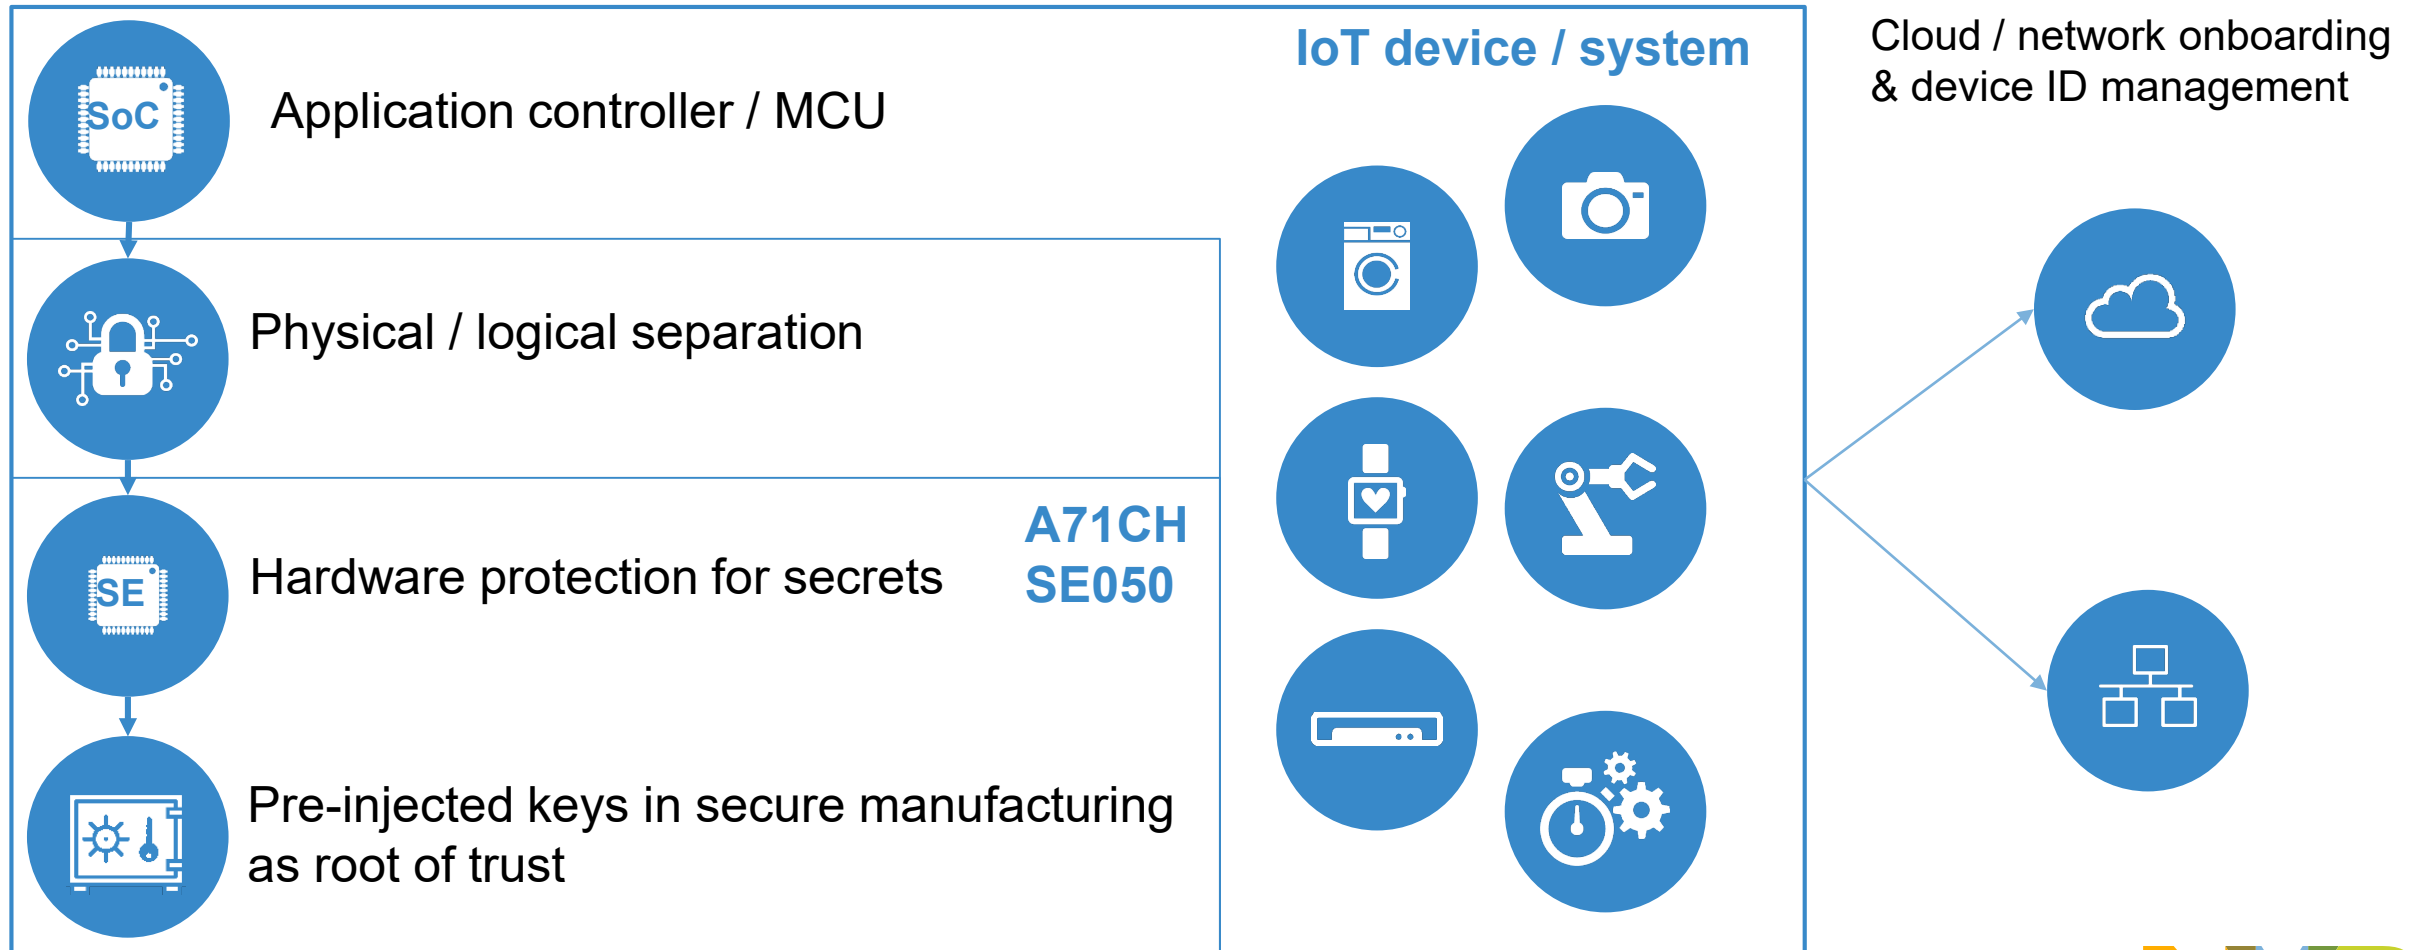 SoC
Application controller / MCU
Physical / logical separation
SE
Hardware protection for secrets
A71CH
SE050
Pre-injected keys in secure manufacturing
as root of trust
IoT device / system
Cloud / network onboarding
& device ID management